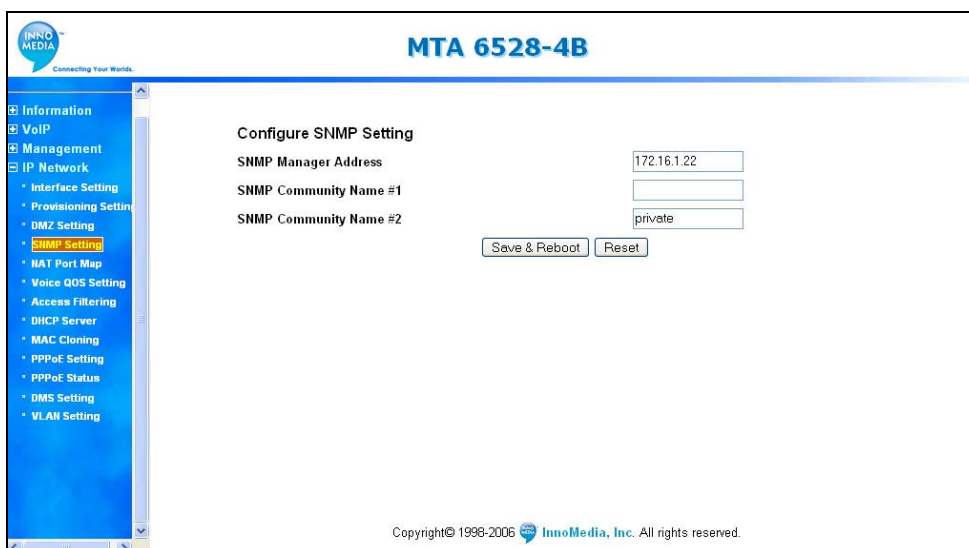 INNO MEDIA ™
Connecting Your Worlds.
MTA 6528-4B
Information
VoIP
Management
IP Network
Interface Setting
Provisioning Settin
DMZ Setting
SNMP Setting
NAT Port Map
Voice QOS Setting
Access Filtering
DHCP Server
MAC Cloning
PPPoE Setting
PPPoE Status
DMS Setting
VLAN Setting
Configure SNMP Setting
SNMP Manager Address 172.16.1.22
SNMP Community Name #1
SNMP Community Name #2 private
Save & Reboot Reset
Copyright© 1998-2006 InnoMedia, Inc. All rights reserved.